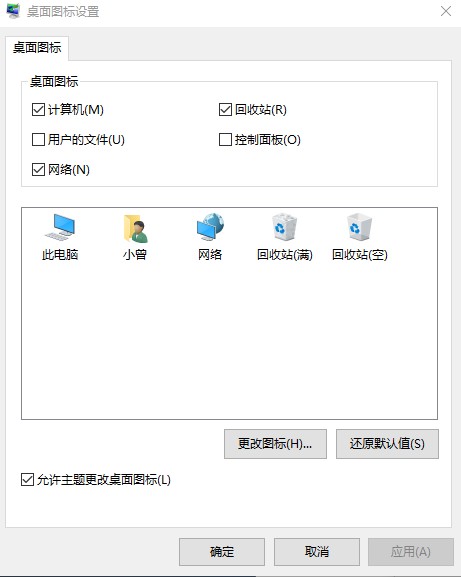 桌面图标设置
桌面图标
桌面图标
计算机(M) 回收站(R)
用户的文件(U) 控制面板(O)
网络(N)
此电脑 小曾 网络 回收站(满) 回收站(空)
更改图标(H)... 还原默认值(S)
允许主题更改桌面图标(L)
确定 取消 应用(A)